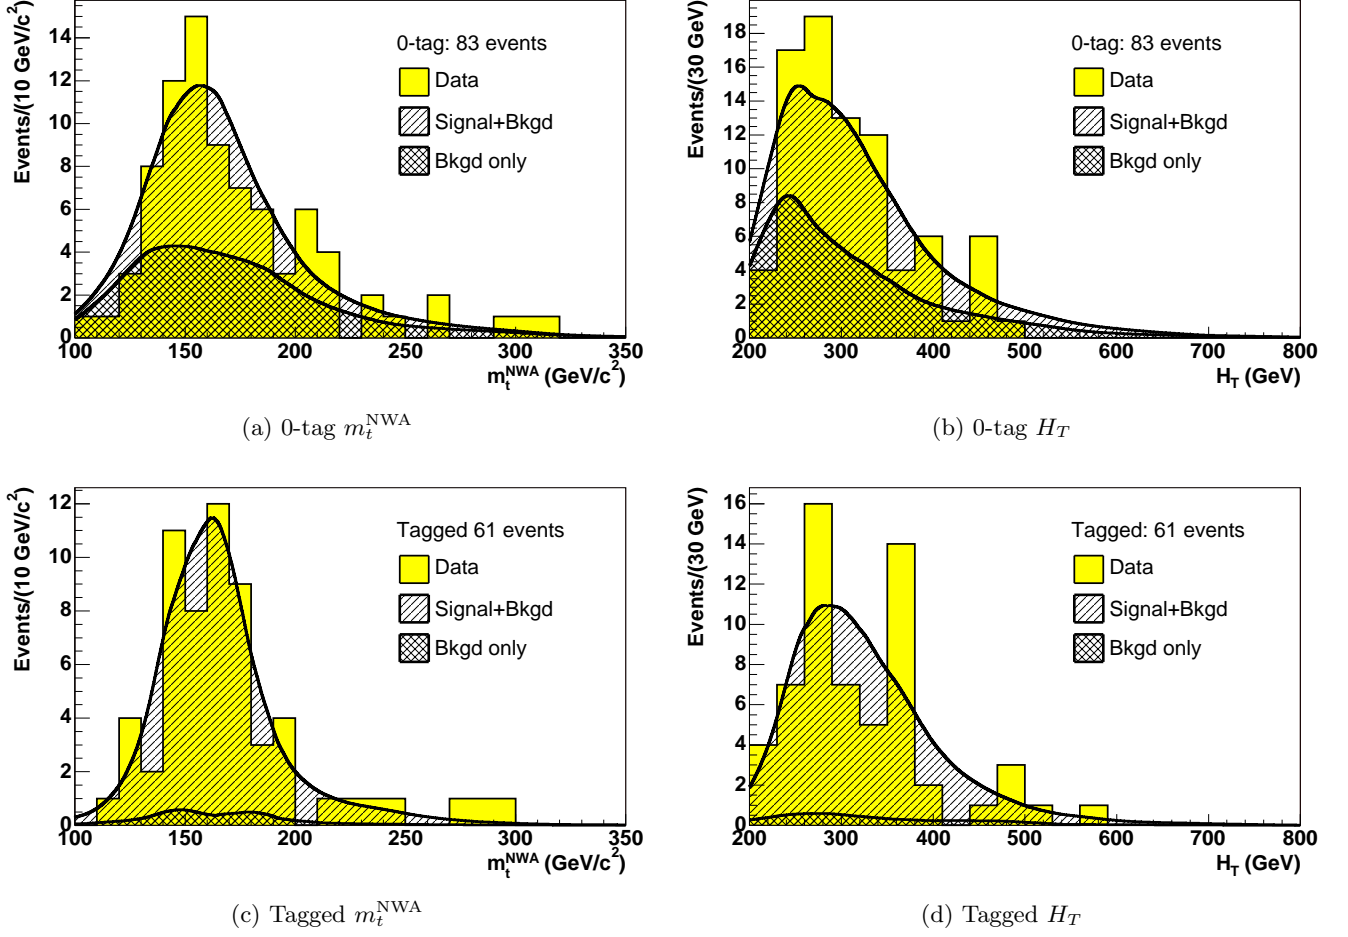 Events/(10 GeV/c²)
14
12
10
8
6
4
2
0
0-tag: 83 events
Data
Signal+Bkgd
Bkgd only
100 150 200 250 300 350
m_t^NWA (GeV/c²)
(a) 0-tag m_t^NWA
Events/(30 GeV)
18
16
14
12
10
8
6
4
2
0
0-tag: 83 events
Data
Signal+Bkgd
Bkgd only
200 300 400 500 600 700 800
H_T (GeV)
(b) 0-tag H_T
Events/(10 GeV/c²)
12
10
8
6
4
2
0
Tagged 61 events
Data
Signal+Bkgd
Bkgd only
100 150 200 250 300 350
m_t^NWA (GeV/c²)
(c) Tagged m_t^NWA
Events/(30 GeV)
16
14
12
10
8
6
4
2
0
Tagged: 61 events
Data
Signal+Bkgd
Bkgd only
200 300 400 500 600 700 800
H_T (GeV)
(d) Tagged H_T